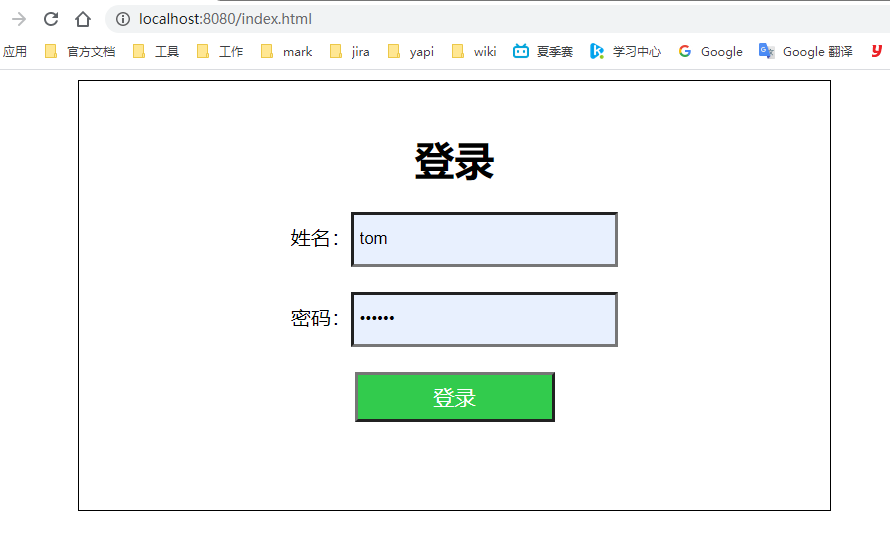 localhost:8080/index.html
应用 官方文档 工具 工作 mark jira yapi wiki 夏季赛 学习中心 Google Google 翻译
登录
姓名： tom
密码： ••••••
登录